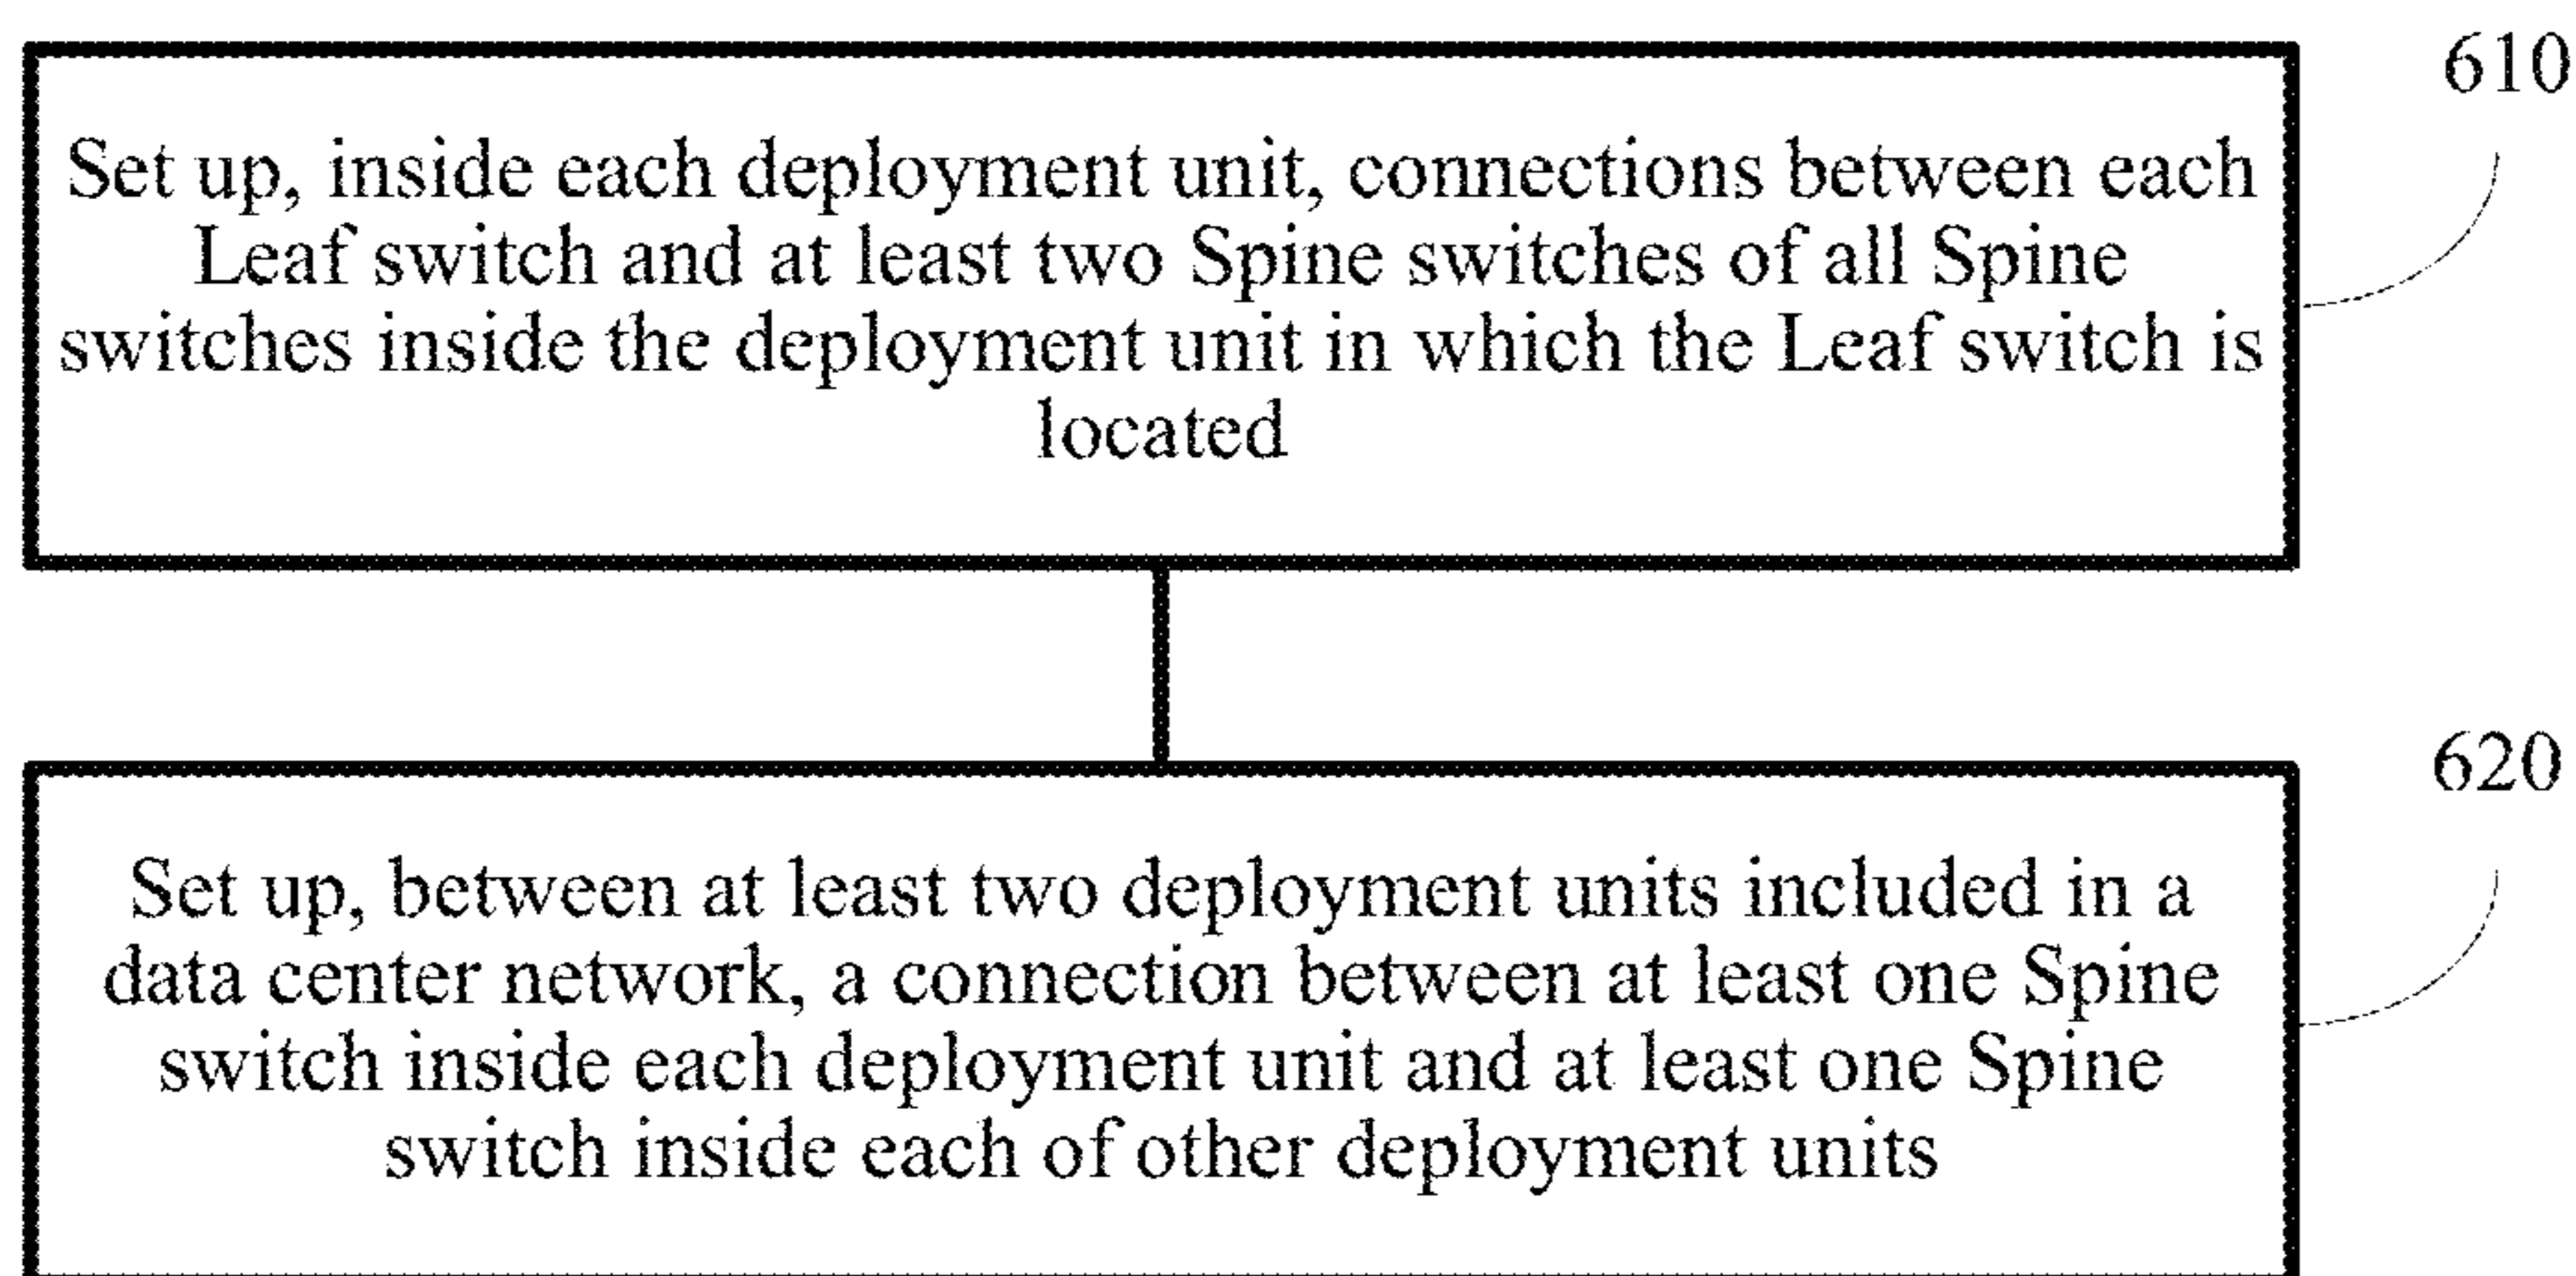 610
Set up, inside each deployment unit, connections between each
Leaf switch and at least two Spine switches of all Spine
switches inside the deployment unit in which the Leaf switch is
located
620
Set up, between at least two deployment units included in a
data center network, a connection between at least one Spine
switch inside each deployment unit and at least one Spine
switch inside each of other deployment units